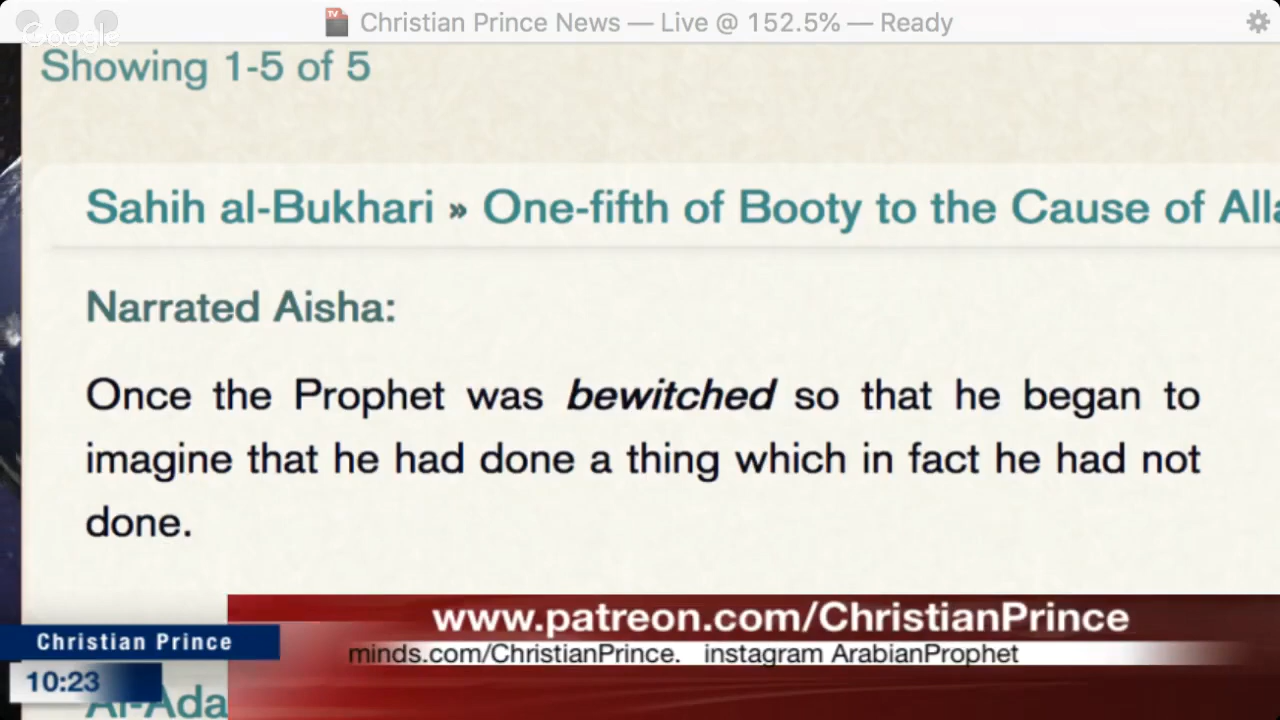 Christian Prince News — Live @ 152.5% — Ready
Google
Showing 1-5 of 5
Sahih al-Bukhari » One-fifth of Booty to the Cause of Alla
Narrated Aisha:
Once the Prophet was bewitched so that he began to
imagine that he had done a thing which in fact he had not
done.
www.patreon.com/ChristianPrince
Christian Prince
minds.com/ChristianPrince. instagram ArabianProphet
10:23
Al-Ada